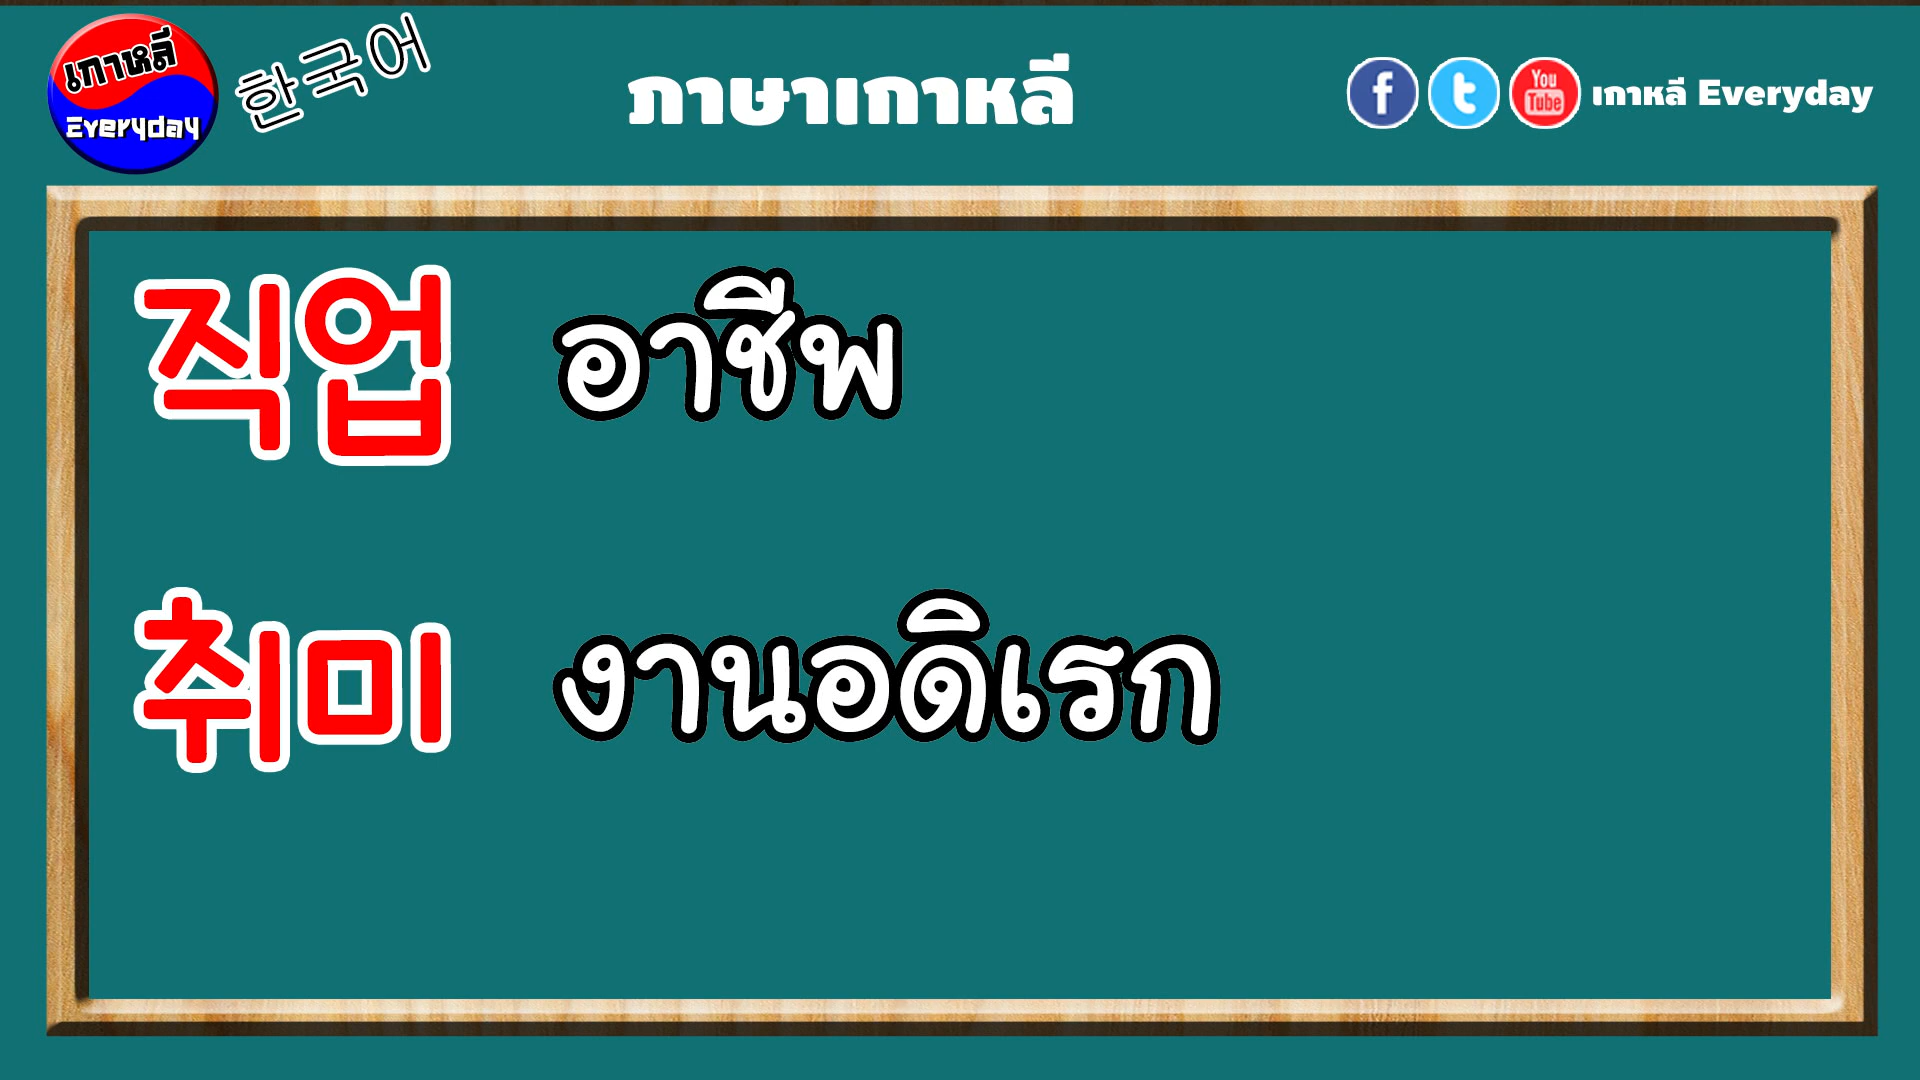 เกาหลี
Everyday
한국어
ภาษาเกาหลี
You
Tube
เกาหลี Everyday
직업 อาชีพ
취미 งานอดิเรก